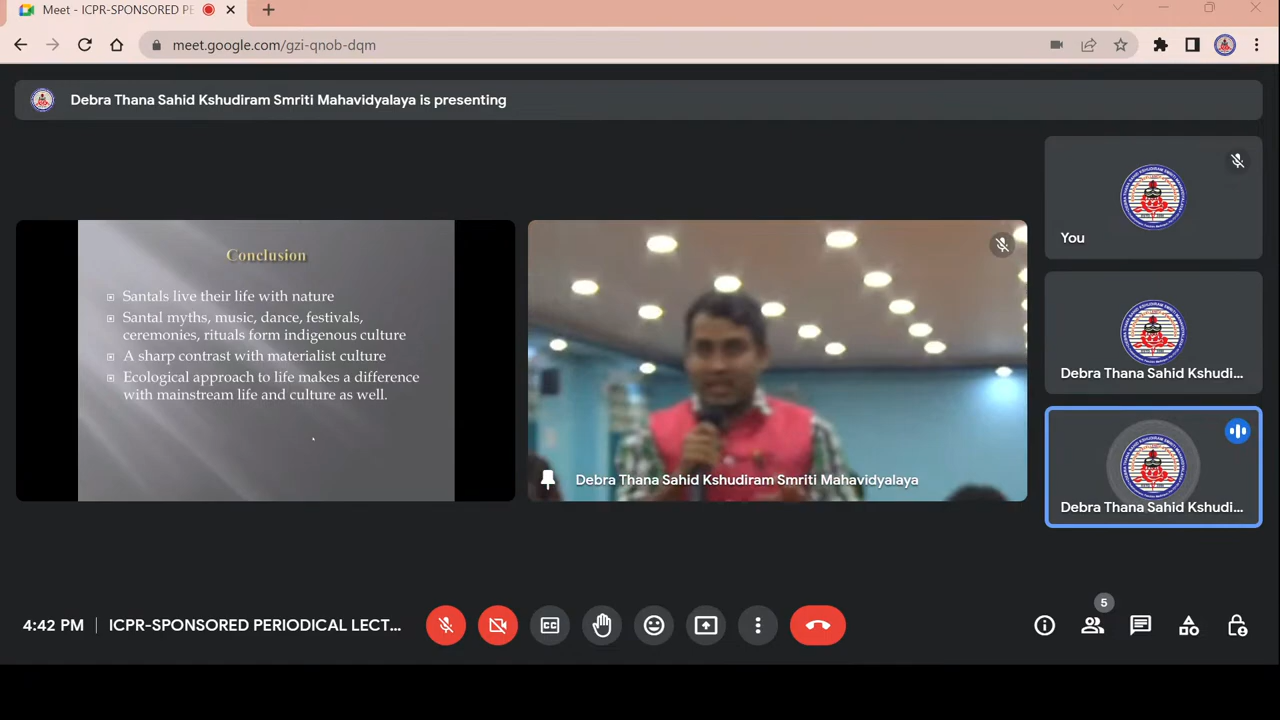 Meet - ICPR-SPONSORED PE
meet.google.com/gzi-qnob-dqm
Debra Thana Sahid Kshudiram Smriti Mahavidyalaya is presenting
Conclusion
Santals live their life with nature
Santal myths, music, dance, festivals,
ceremonies, rituals form indigenous culture
A sharp contrast with materialist culture
Ecological approach to life makes a difference
with mainstream life and culture as well.
Debra Thana Sahid Kshudiram Smriti Mahavidyalaya
You
Debra Thana Sahid Kshudi...
Debra Thana Sahid Kshudi...
4:42 PM | ICPR-SPONSORED PERIODICAL LECT...
CC
5